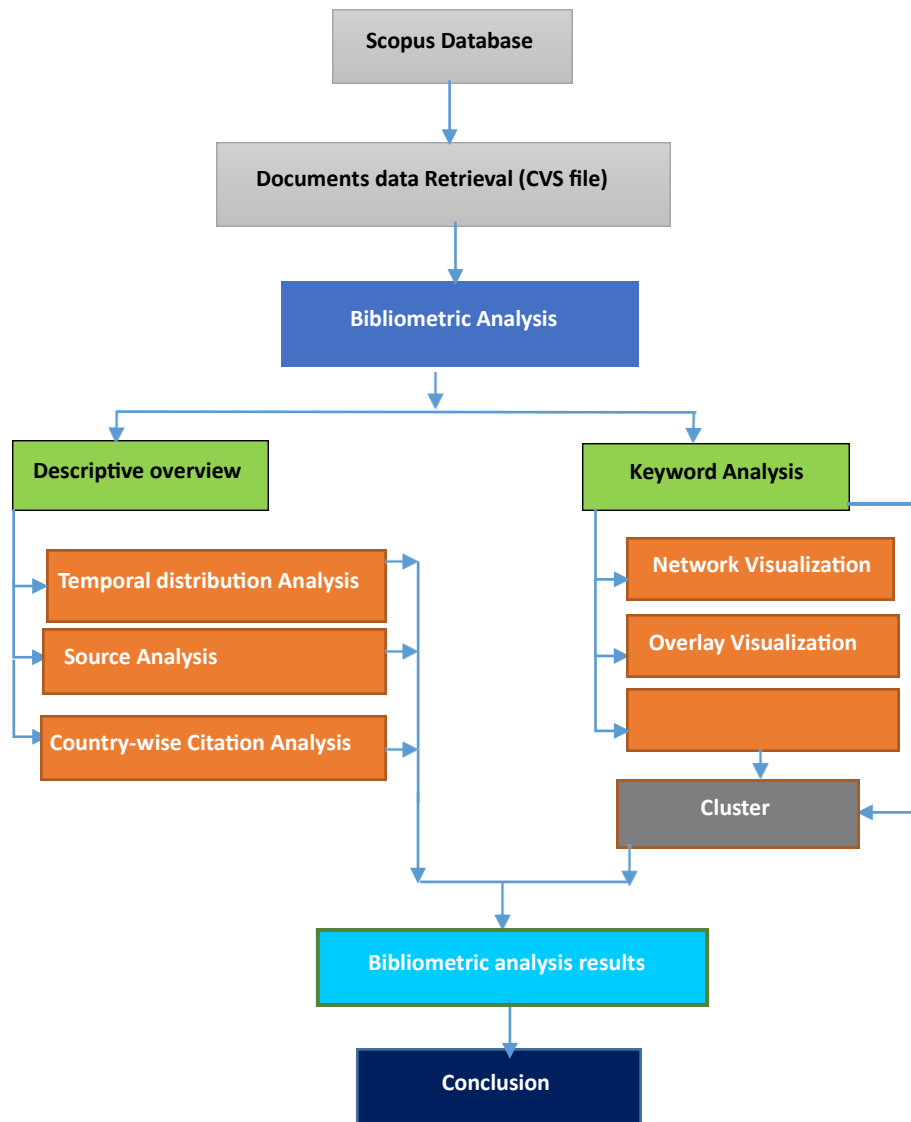 Scopus Database
Documents data Retrieval (CVS file)
Bibliometric Analysis
Descriptive overview
Keyword Analysis
Temporal distribution Analysis
Source Analysis
Country-wise Citation Analysis
Network Visualization
Overlay Visualization
Cluster
Bibliometric analysis results
Conclusion